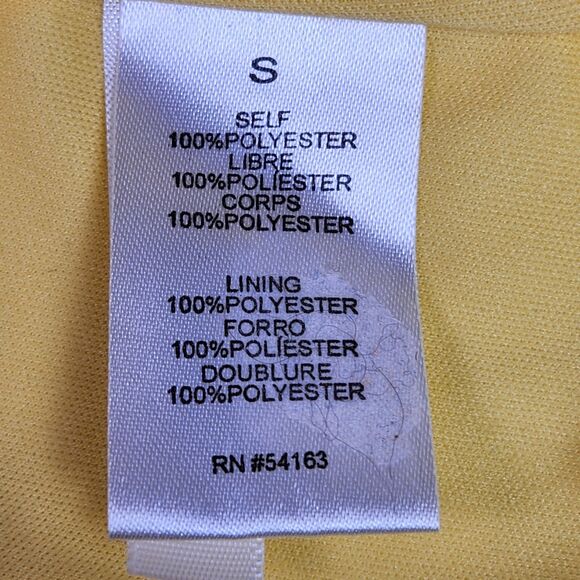 S
SELF
100%POLYESTER
LIBRE
100%POLIESTER
CORPS
100%POLYESTER
LINING
100%POLYESTER
FORRO
100%POLIESTER
DOUBLURE
100%POLYESTER
RN #54163